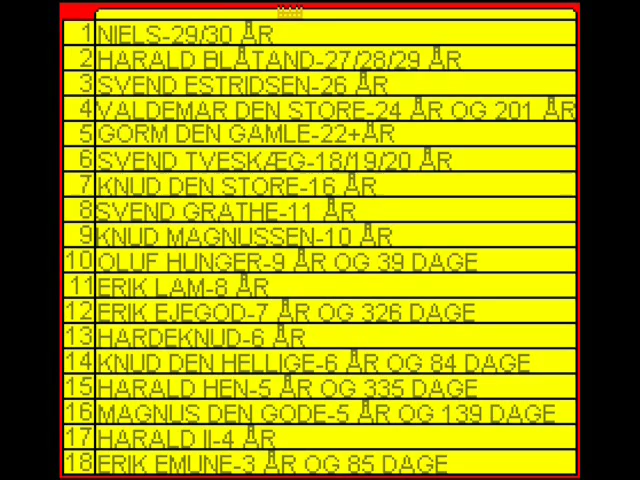 1 NIELS-29/30 ÅR
2 HARALD BLÅTAND-27/28/29 ÅR
3 SVEND ESTRIDSEN-26 ÅR
4 VALDEMAR DEN STORE-24 ÅR OG 201 ÅR
5 GORM DEN GAMLE-22+ÅR
6 SVEND TVESKÆG-18/19/20 ÅR
7 KNUD DEN STORE-16 ÅR
8 SVEND GRATHE-11 ÅR
9 KNUD MAGNUSSEN-10 ÅR
10 OLUF HUNGER-9 ÅR OG 39 DAGE
11 ERIK LAM-8 ÅR
12 ERIK EJEGOD-7 ÅR OG 326 DAGE
13 HARDEKNUD-6 ÅR
14 KNUD DEN HELLIGE-6 ÅR OG 84 DAGE
15 HARALD HEN-5 ÅR OG 335 DAGE
16 MAGNUS DEN GODE-5 ÅR OG 139 DAGE
17 HARALD II-4 ÅR
18 ERIK EMUNE-3 ÅR OG 85 DAGE